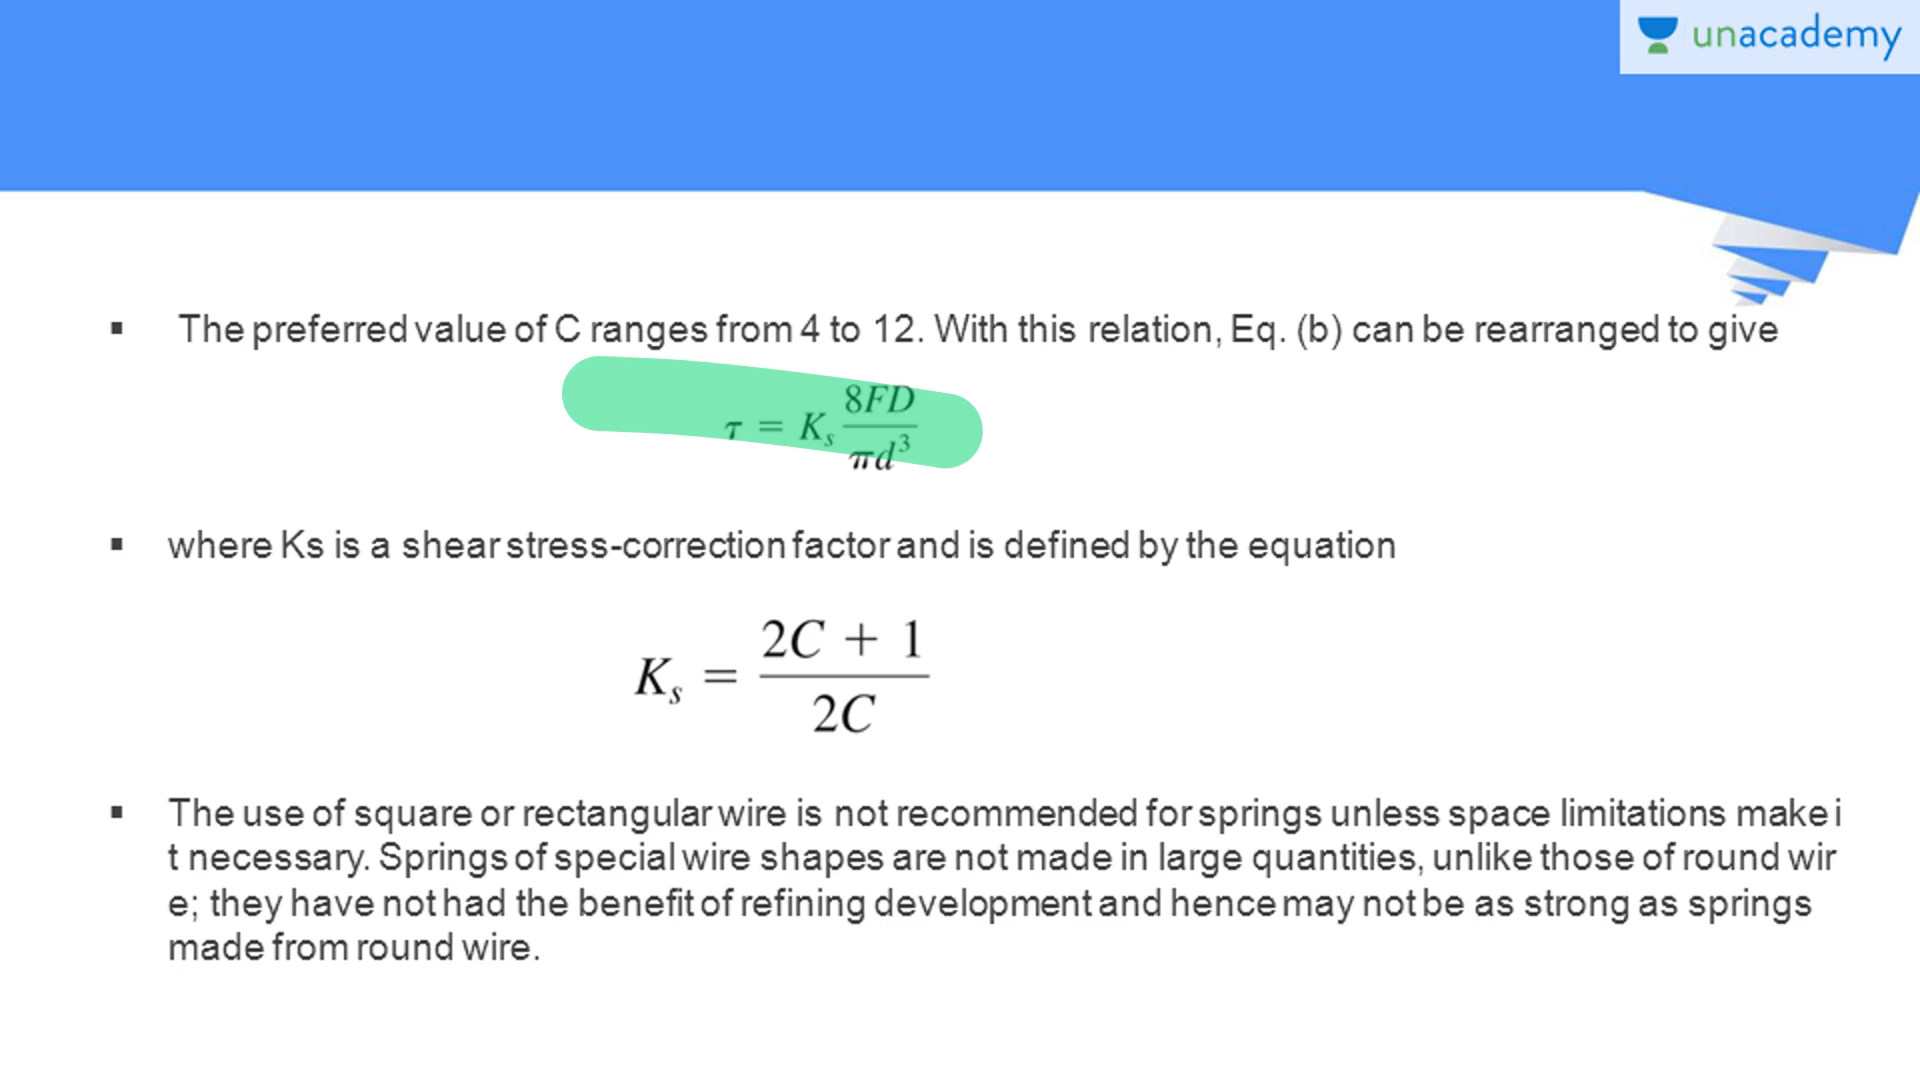 unacademy
▪ The preferred value of C ranges from 4 to 12. With this relation, Eq. (b) can be rearranged to give
τ = Kₛ 8FD / πd³
▪ where Ks is a shear stress-correction factor and is defined by the equation
Kₛ = 2C + 1 / 2C
▪ The use of square or rectangular wire is not recommended for springs unless space limitations make i
t necessary. Springs of special wire shapes are not made in large quantities, unlike those of round wir
e; they have not had the benefit of refining development and hence may not be as strong as springs
made from round wire.